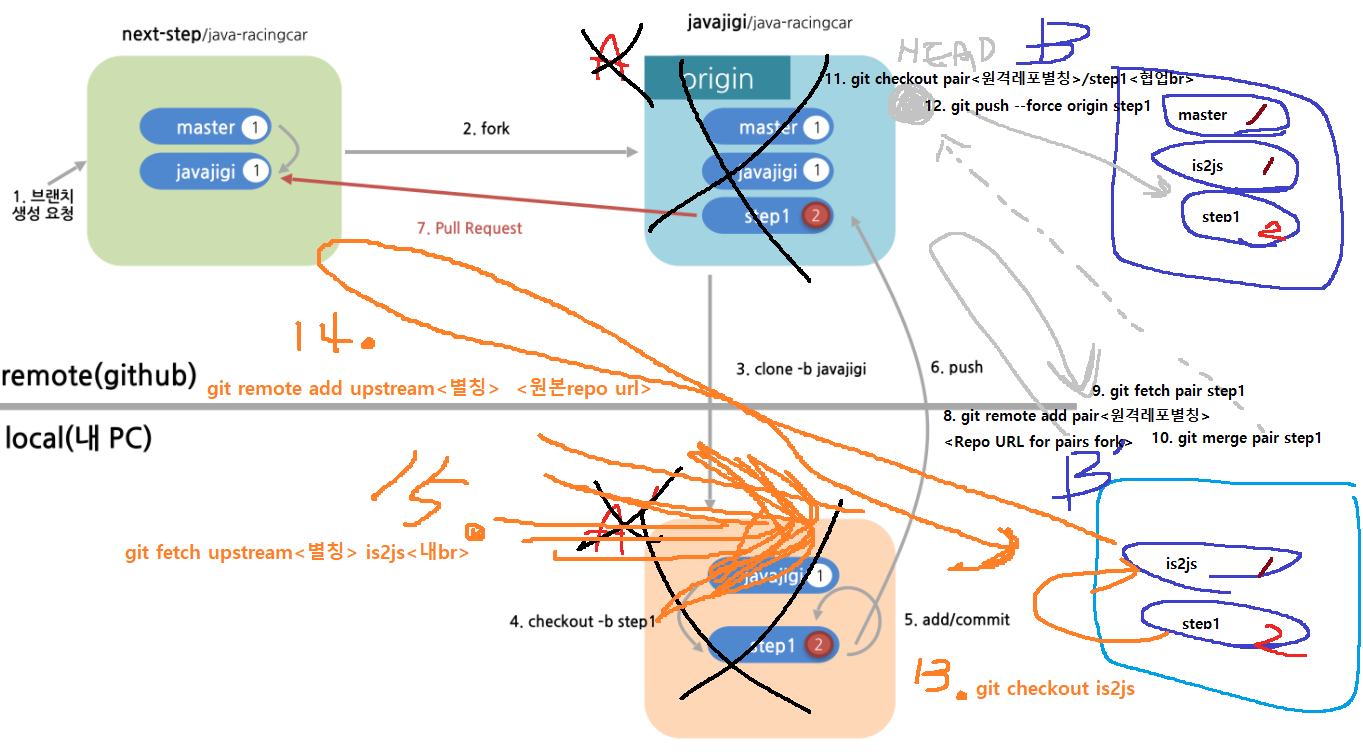 next-step/java-racingcar
javajigi/java-racingcar
A
HEAD
B
origin
11. git checkout pair<원격레포별칭>/step1<협업br>
12. git push --force origin step1
master 1
javajigi 1
2. fork
master 1
javajigi 1
step1 2
master 1
is2js 1
step1 2
1. 브랜치
생성 요청
7. Pull Request
14.
remote(github)
git remote add upstream<별칭> <원본repo url>
3. clone -b javajigi
6. push
9. git fetch pair step1
8. git remote add pair<원격레포별칭>
<Repo URL for pairs fork>
10. git merge pair step1
local(내 PC)
B'
15.
A
git fetch upstream<별칭> is2js<내br>
javajigi 1
is2js 1
4. checkout -b step1
5. add/commit
step1 2
step1 2
13. git checkout is2js